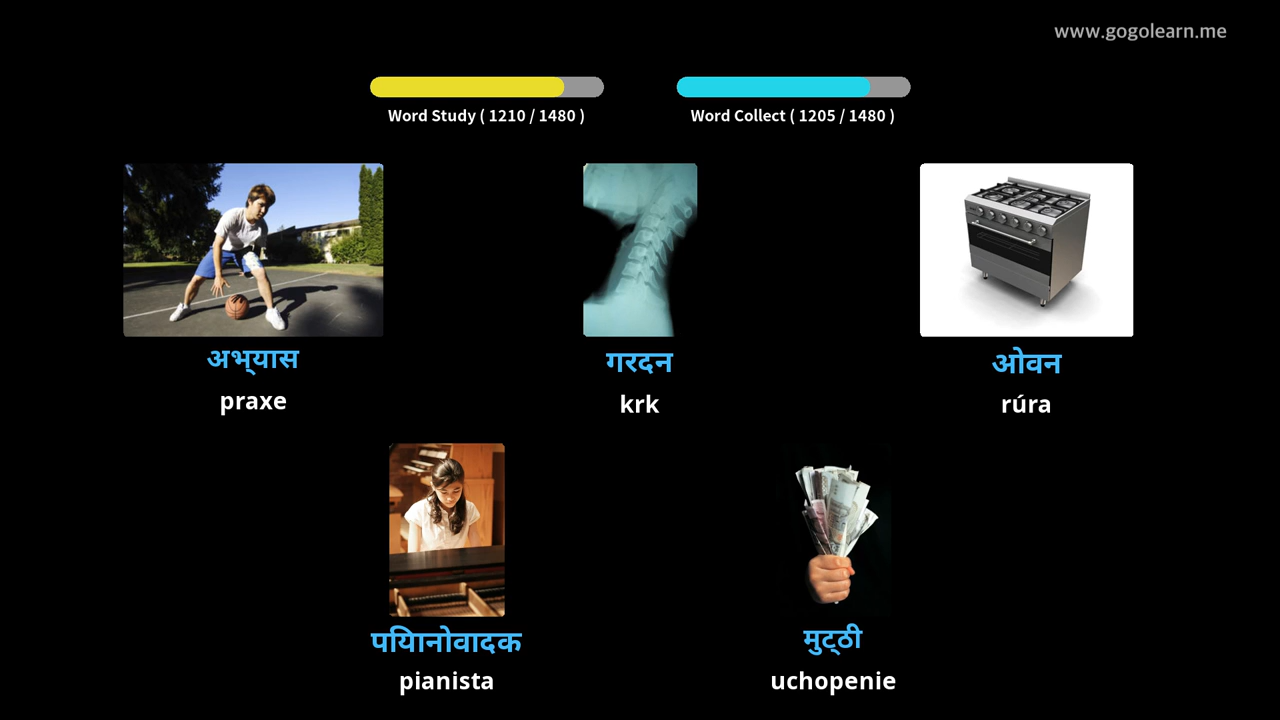 www.gogolearn.me
Word Study ( 1210 / 1480 )
Word Collect ( 1205 / 1480 )
अभ्यास
praxe
गरदन
krk
ओवन
rúra
पियानोवादक
pianista
मुट्ठी
uchopenie